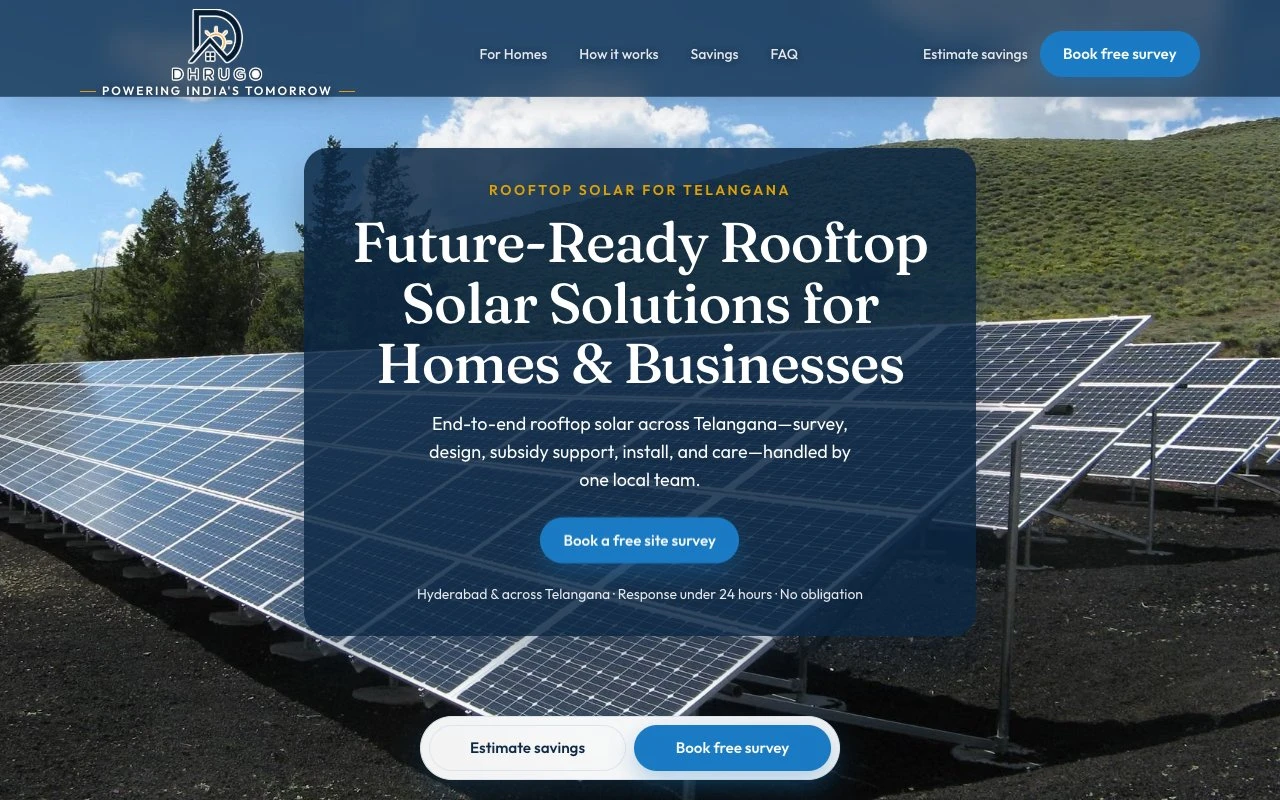 DHRUGO
POWERING INDIA'S TOMORROW
For Homes
How it works
Savings
FAQ
Estimate savings
Book free survey
ROOFTOP SOLAR FOR TELANGANA
Future-Ready Rooftop
Solar Solutions for
Homes & Businesses
End-to-end rooftop solar across Telangana—survey,
design, subsidy support, install, and care—handled by
one local team.
Book a free site survey
Hyderabad & across Telangana · Response under 24 hours · No obligation
Estimate savings
Book free survey